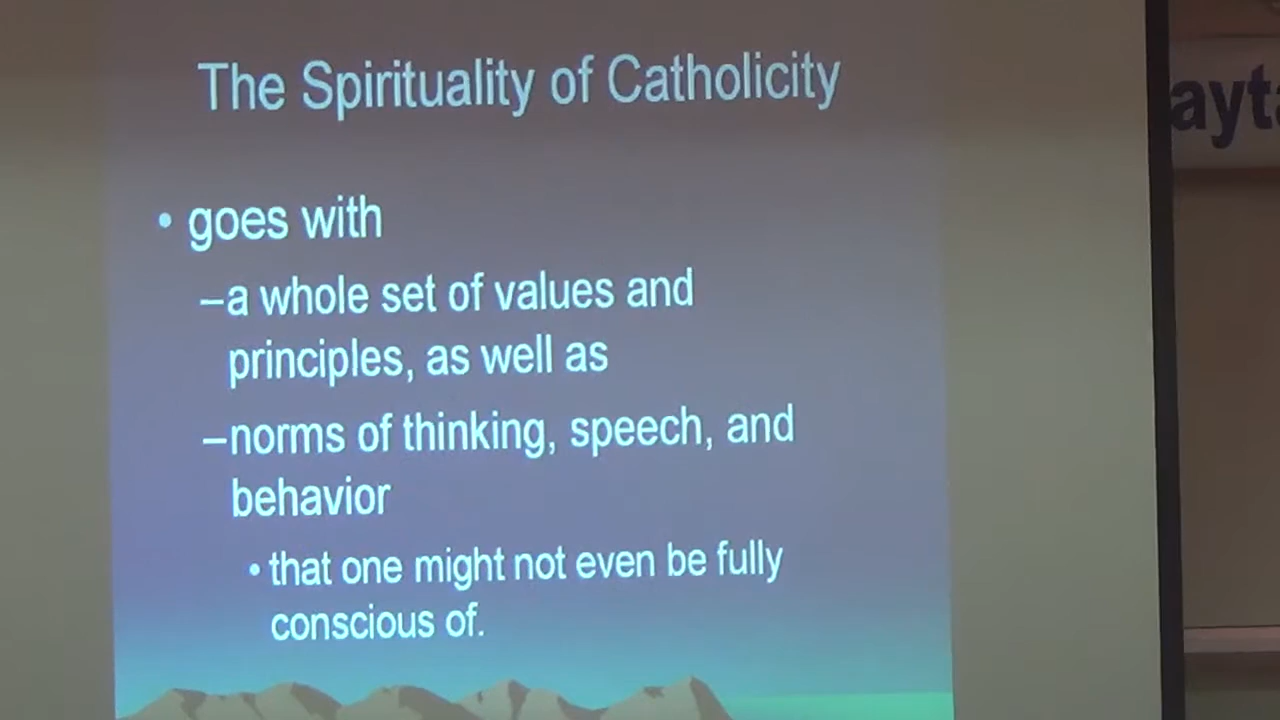 The Spirituality of Catholicity
• goes with
–a whole set of values and
principles, as well as
–norms of thinking, speech, and
behavior
• that one might not even be fully
conscious of.